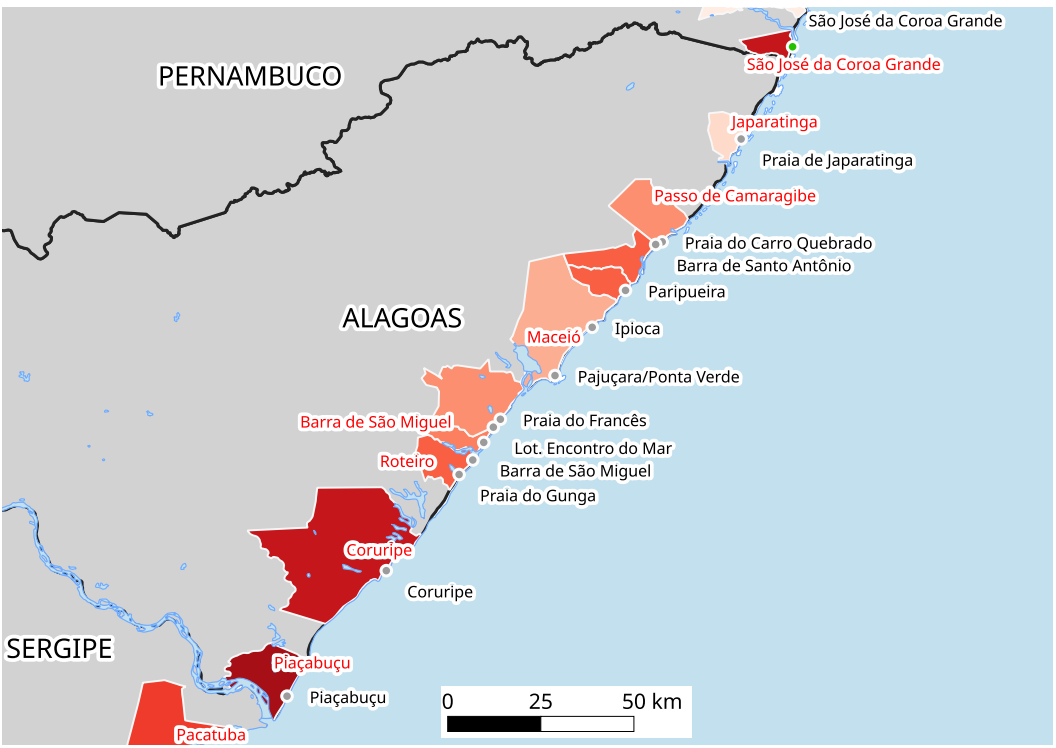 São José da Coroa Grande
São José da Coroa Grande
PERNAMBUCO
Japaratinga
Praia de Japaratinga
Passo de Camaragibe
Praia do Carro Quebrado
Barra de Santo Antônio
Paripueira
ALAGOAS
Ipioca
Maceió
Pajuçara/Ponta Verde
Barra de São Miguel
Praia do Francês
Lot. Encontro do Mar
Roteiro
Barra de São Miguel
Praia do Gunga
Coruripe
Coruripe
SERGIPE
Piaçabuçu
Piaçabuçu
0 25 50 km
Pacatuba